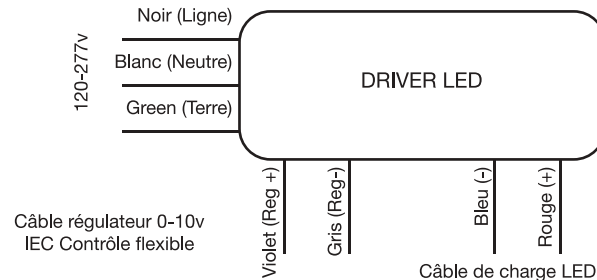 Noir (Ligne)
Blanc (Neutre)
Green (Terre)
120-277v
DRIVER LED
Violet (Reg +)
Gris (Reg-)
Bleu (-)
Rouge (+)
Câble régulateur 0-10v
IEC Contrôle flexible
Câble de charge LED